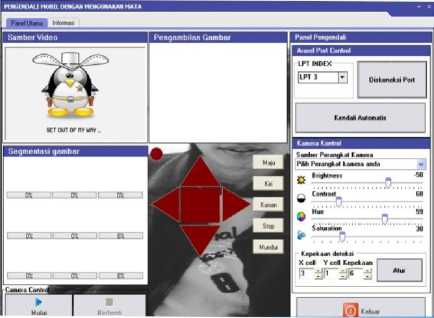 PENGENDALI MOBIL DENGAN MENGGUNAKAN MATA
Panel Utama
Informasi
Sumber Video
Pengambilan Gambar
GET OUT OF MY WAY ...
Segmentasi gambar
0% 0% 0%
0% 0% 0%
0% 0% 0%
Maju
Kiri
Kanan
Stop
Mundur
Camera Control
Mulai
Berhenti
Panel Pengendali
Port Control
LPT INDEX
LPT 3
Diskoneksi Port
Kendali Automatis
Kamera Kontrol
Sumber Perangkat Kamera
Pilih Perangkat kamera anda
Brightness -50
Contrast 60
Hue 59
Saturation 30
Kepekaan deteksi
X cell Y cell Kepekaan
3 1 6
Atur
Keluar